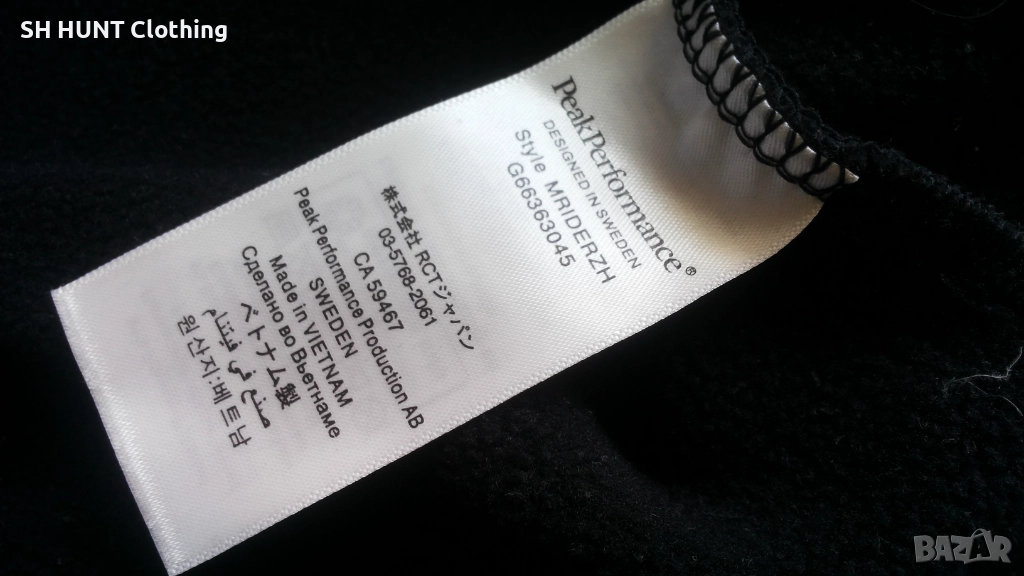 SH HUNT Clothing
PeakPerformance®
DESIGNED IN SWEDEN
Style MRIDERZH
G66363045
株式会社 RCTジャパン
03-5768-2061
CA 59467
Peak Performance Production AB
SWEDEN
Made in VIETNAM
Сделано во Вьетнаме
ベトナム製
صنع في فيتنام
원산지:베트남
BAZAR